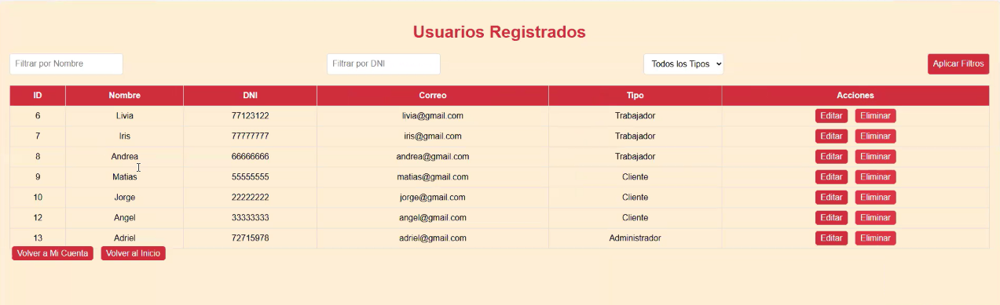 Usuarios Registrados
Filtrar por Nombre Filtrar por DNI Todos los Tipos Aplicar Filtros
ID Nombre DNI Correo Tipo Acciones
6 Livia 77123122 livia@gmail.com Trabajador Editar Eliminar
7 Iris 77777777 iris@gmail.com Trabajador Editar Eliminar
8 Andrea 66666666 andrea@gmail.com Trabajador Editar Eliminar
9 Matias 55555555 matias@gmail.com Cliente Editar Eliminar
10 Jorge 22222222 jorge@gmail.com Cliente Editar Eliminar
12 Angel 33333333 angel@gmail.com Cliente Editar Eliminar
13 Adriel 72715978 adriel@gmail.com Administrador Editar Eliminar
Volver a Mi Cuenta Volver al Inicio